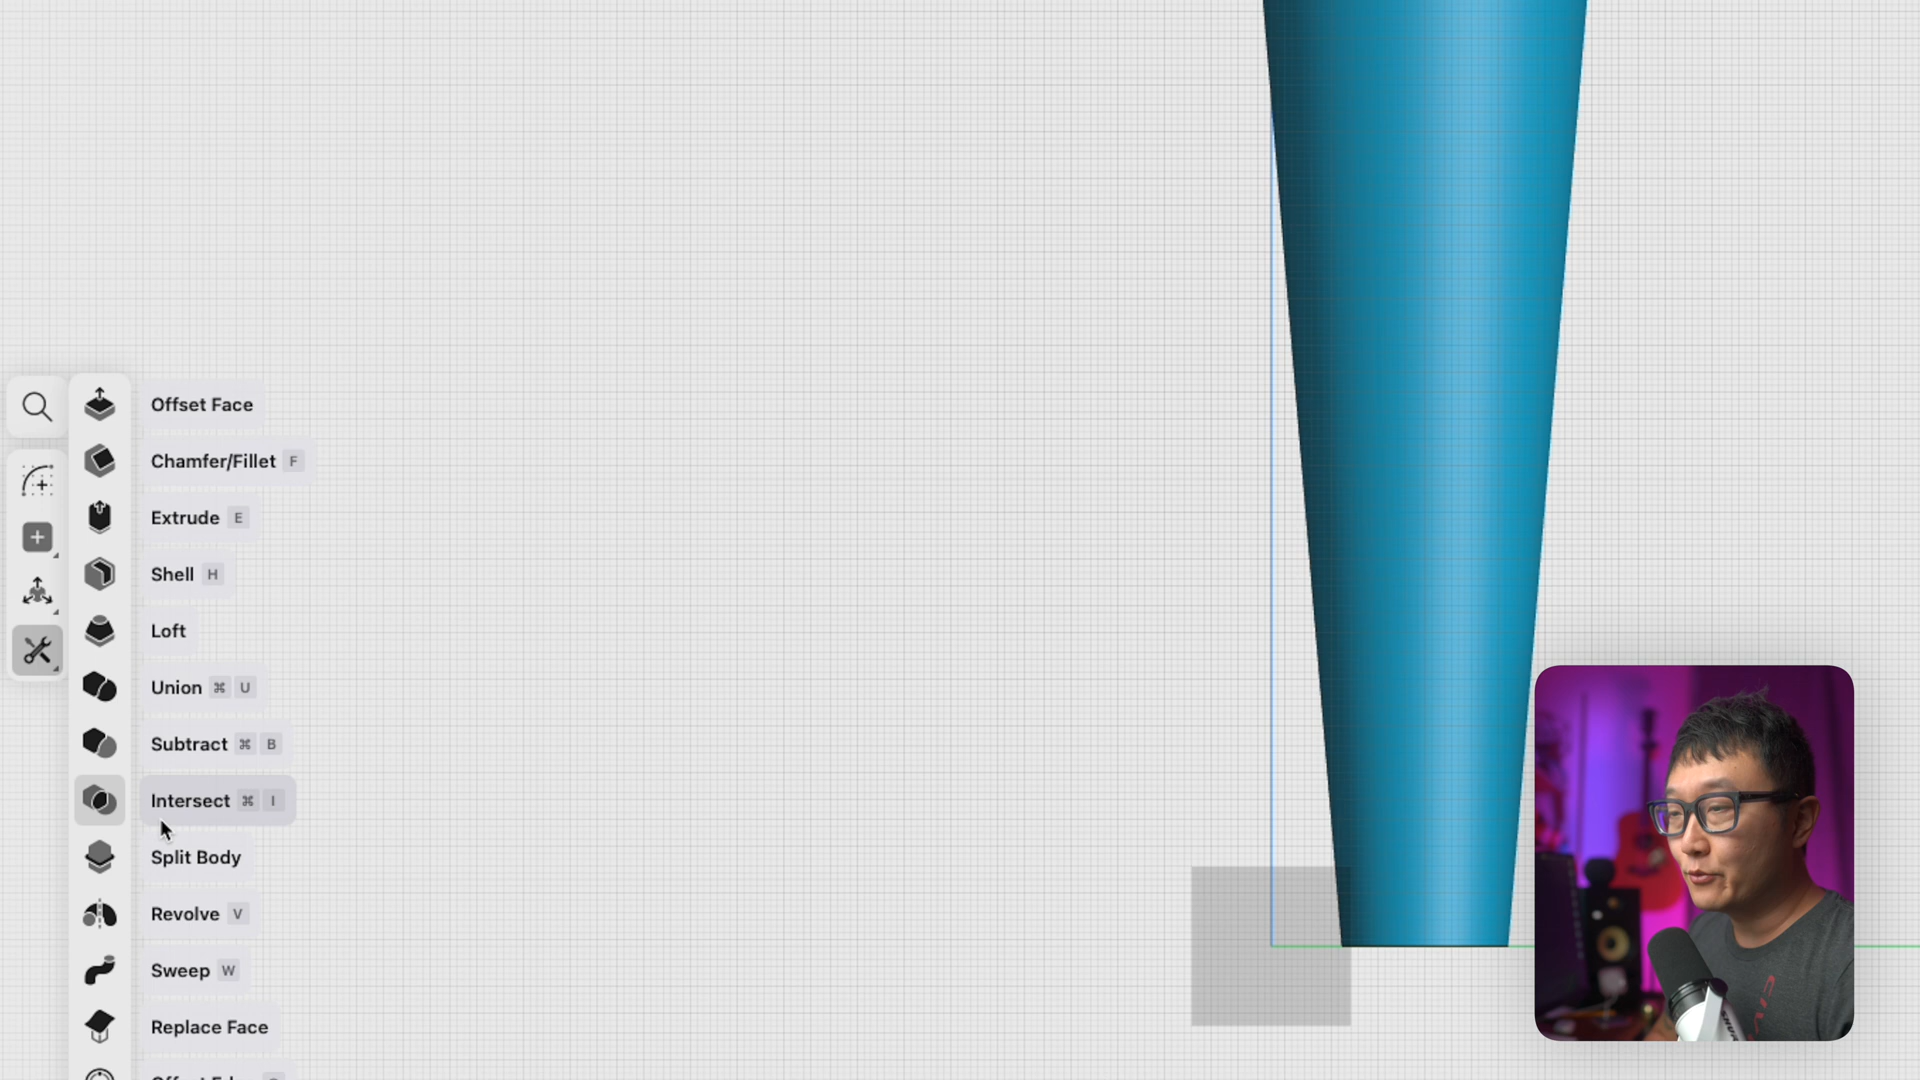 Offset Face
Chamfer/Fillet F
Extrude E
Shell H
Loft
Union ⌘ U
Subtract ⌘ B
Intersect ⌘ I
Split Body
Revolve V
Sweep W
Replace Face